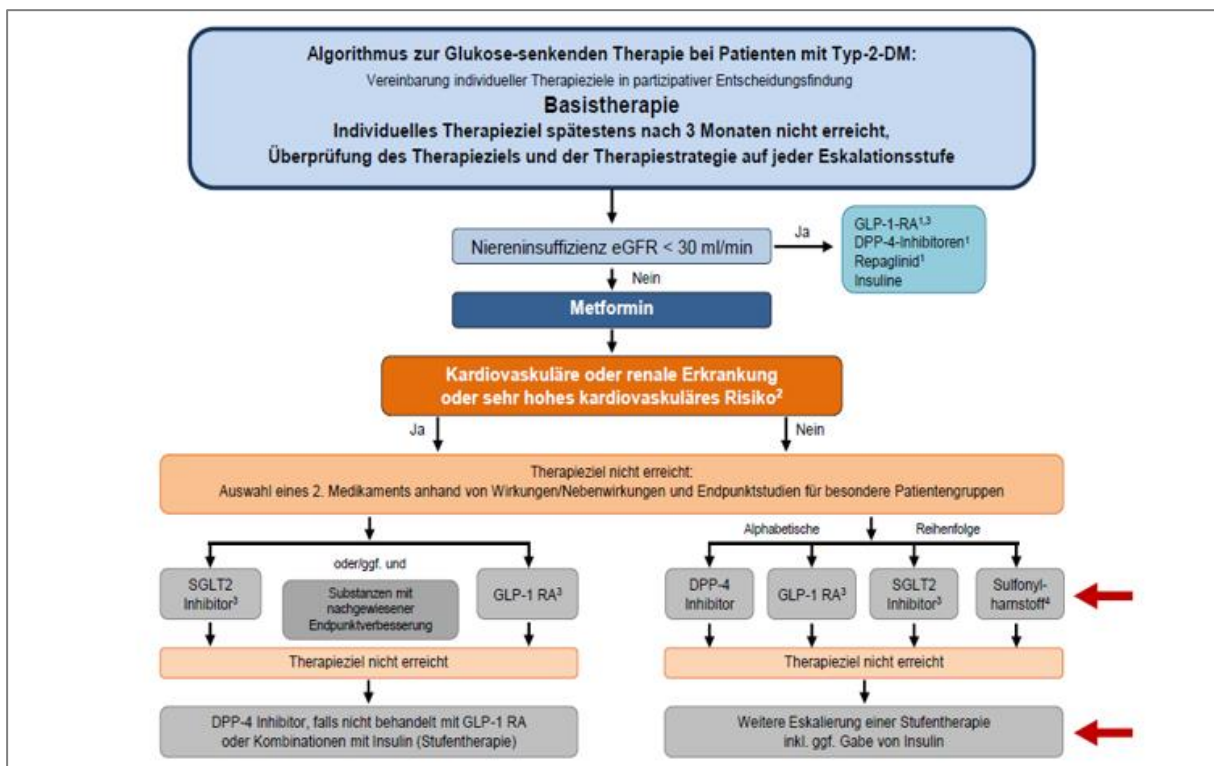 Algorithmus zur Glukose-senkenden Therapie bei Patienten mit Typ-2-DM:
Vereinbarung individueller Therapieziele in partizipativer Entscheidungsfindung
Basistherapie
Individuelles Therapieziel spätestens nach 3 Monaten nicht erreicht,
Überprüfung des Therapieziels und der Therapiestrategie auf jeder Eskalationsstufe
Niereninsuffizienz eGFR < 30 ml/min
Ja
GLP-1-RA¹,³
DPP-4-Inhibitoren¹
Repaglinid¹
Insuline
Nein
Metformin
Kardiovaskuläre oder renale Erkrankung
oder sehr hohes kardiovaskuläres Risiko²
Ja
Nein
Therapieziel nicht erreicht:
Auswahl eines 2. Medikaments anhand von Wirkungen/Nebenwirkungen und Endpunktstudien für besondere Patientengruppen
oder/ggf. und
SGLT2
Inhibitor³
Substanzen mit
nachgewiesener
Endpunktverbesserung
GLP-1 RA³
Alphabetische
Reihenfolge
DPP-4
Inhibitor
GLP-1 RA³
SGLT2
Inhibitor³
Sulfonyl-
harnstoff⁴
Therapieziel nicht erreicht
Therapieziel nicht erreicht
DPP-4 Inhibitor, falls nicht behandelt mit GLP-1 RA
oder Kombinationen mit Insulin (Stufentherapie)
Weitere Eskalierung einer Stufentherapie
inkl. ggf. Gabe von Insulin